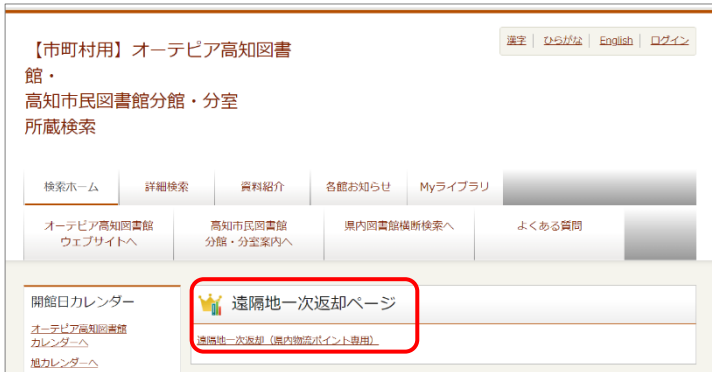 漢字 | ひらがな | English | ログイン
【市町村用】オーテピア高知図書
館・
高知市民図書館分館・分室
所蔵検索
検索ホーム 詳細検索 資料紹介 各館お知らせ Myライブラリ
オーテピア高知図書館 高知市民図書館 県内図書館横断検索へ よくある質問
ウェブサイトへ 分館・分室案内へ
開館日カレンダー
オーテピア高知図書館
カレンダーへ
旭カレンダーへ
遠隔地一次返却ページ
遠隔地一次返却（県内物流ポイント専用）